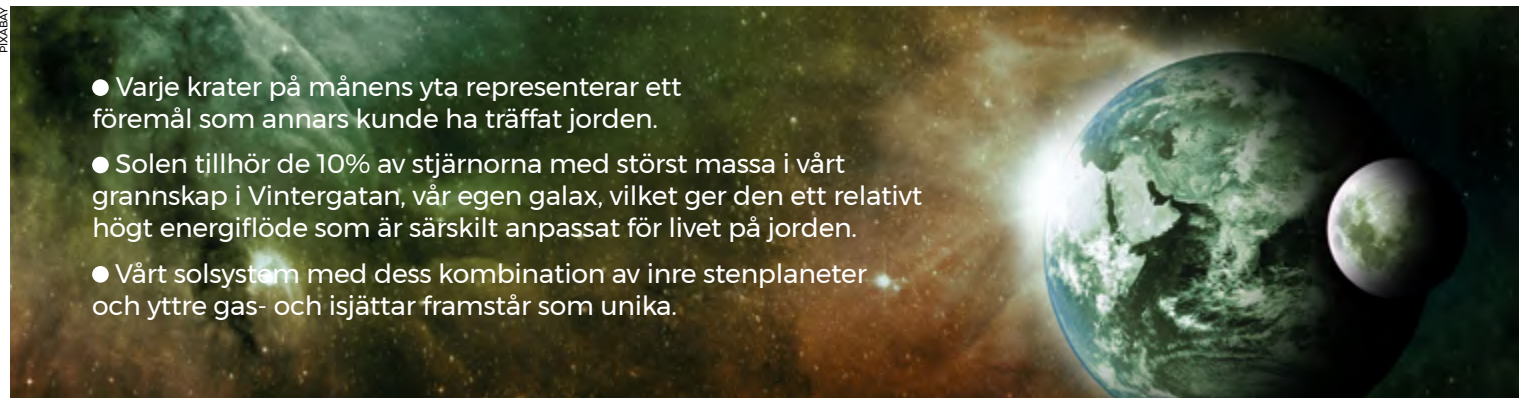 PIXABAY
● Varje krater på månens yta representerar ett
föremål som annars kunde ha träffat jorden.
● Solen tillhör de 10% av stjärnorna med störst massa i vårt
grannskap i Vintergatan, vår egen galax, vilket ger den ett relativt
högt energiflöde som är särskilt anpassat för livet på jorden.
● Vårt solsystem med dess kombination av inre stenplaneter
och yttre gas- och isjättar framstår som unika.